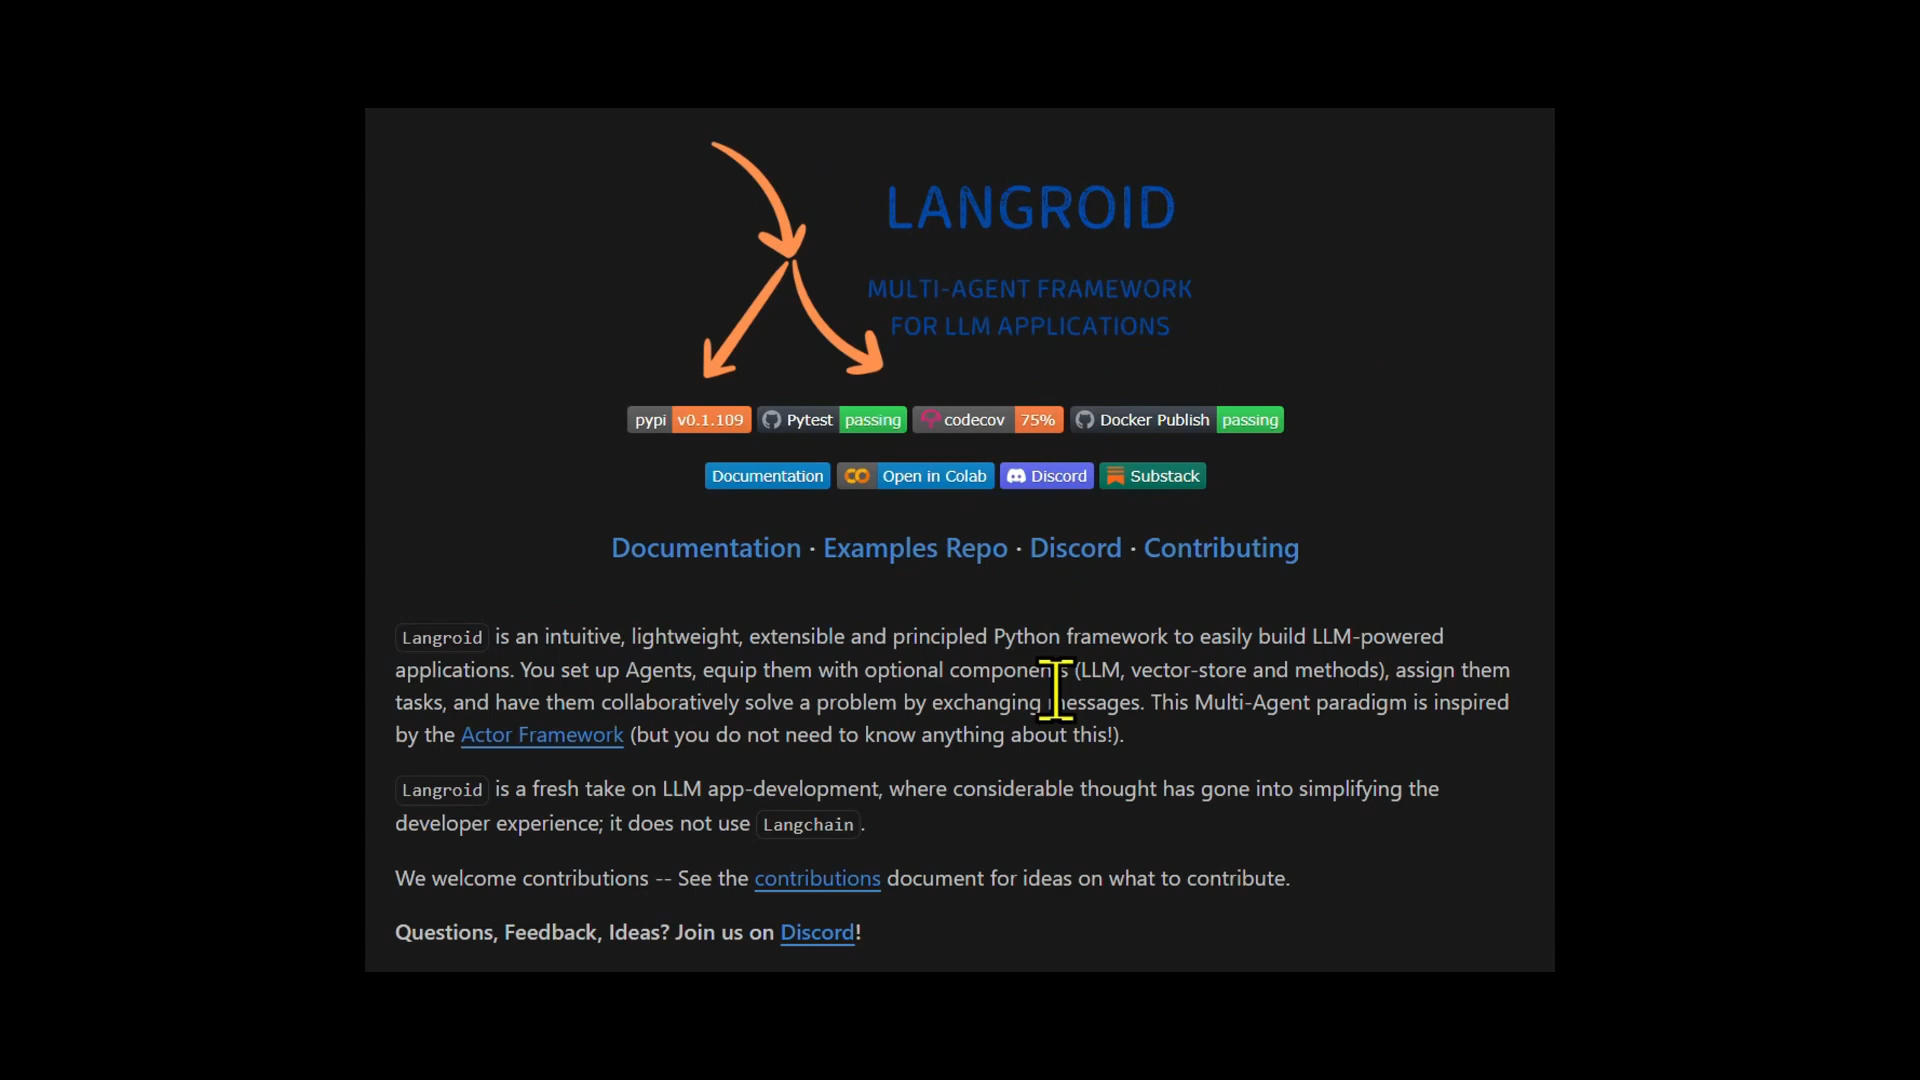 LANGROID
MULTI-AGENT FRAMEWORK
FOR LLM APPLICATIONS
pypi v0.1.109 Pytest passing codecov 75% Docker Publish passing
Documentation Open in Colab Discord Substack
Documentation · Examples Repo · Discord · Contributing
Langroid is an intuitive, lightweight, extensible and principled Python framework to easily build LLM-powered
applications. You set up Agents, equip them with optional components (LLM, vector-store and methods), assign them
tasks, and have them collaboratively solve a problem by exchanging messages. This Multi-Agent paradigm is inspired
by the Actor Framework (but you do not need to know anything about this!).
Langroid is a fresh take on LLM app-development, where considerable thought has gone into simplifying the
developer experience; it does not use Langchain.
We welcome contributions -- See the contributions document for ideas on what to contribute.
Questions, Feedback, Ideas? Join us on Discord!